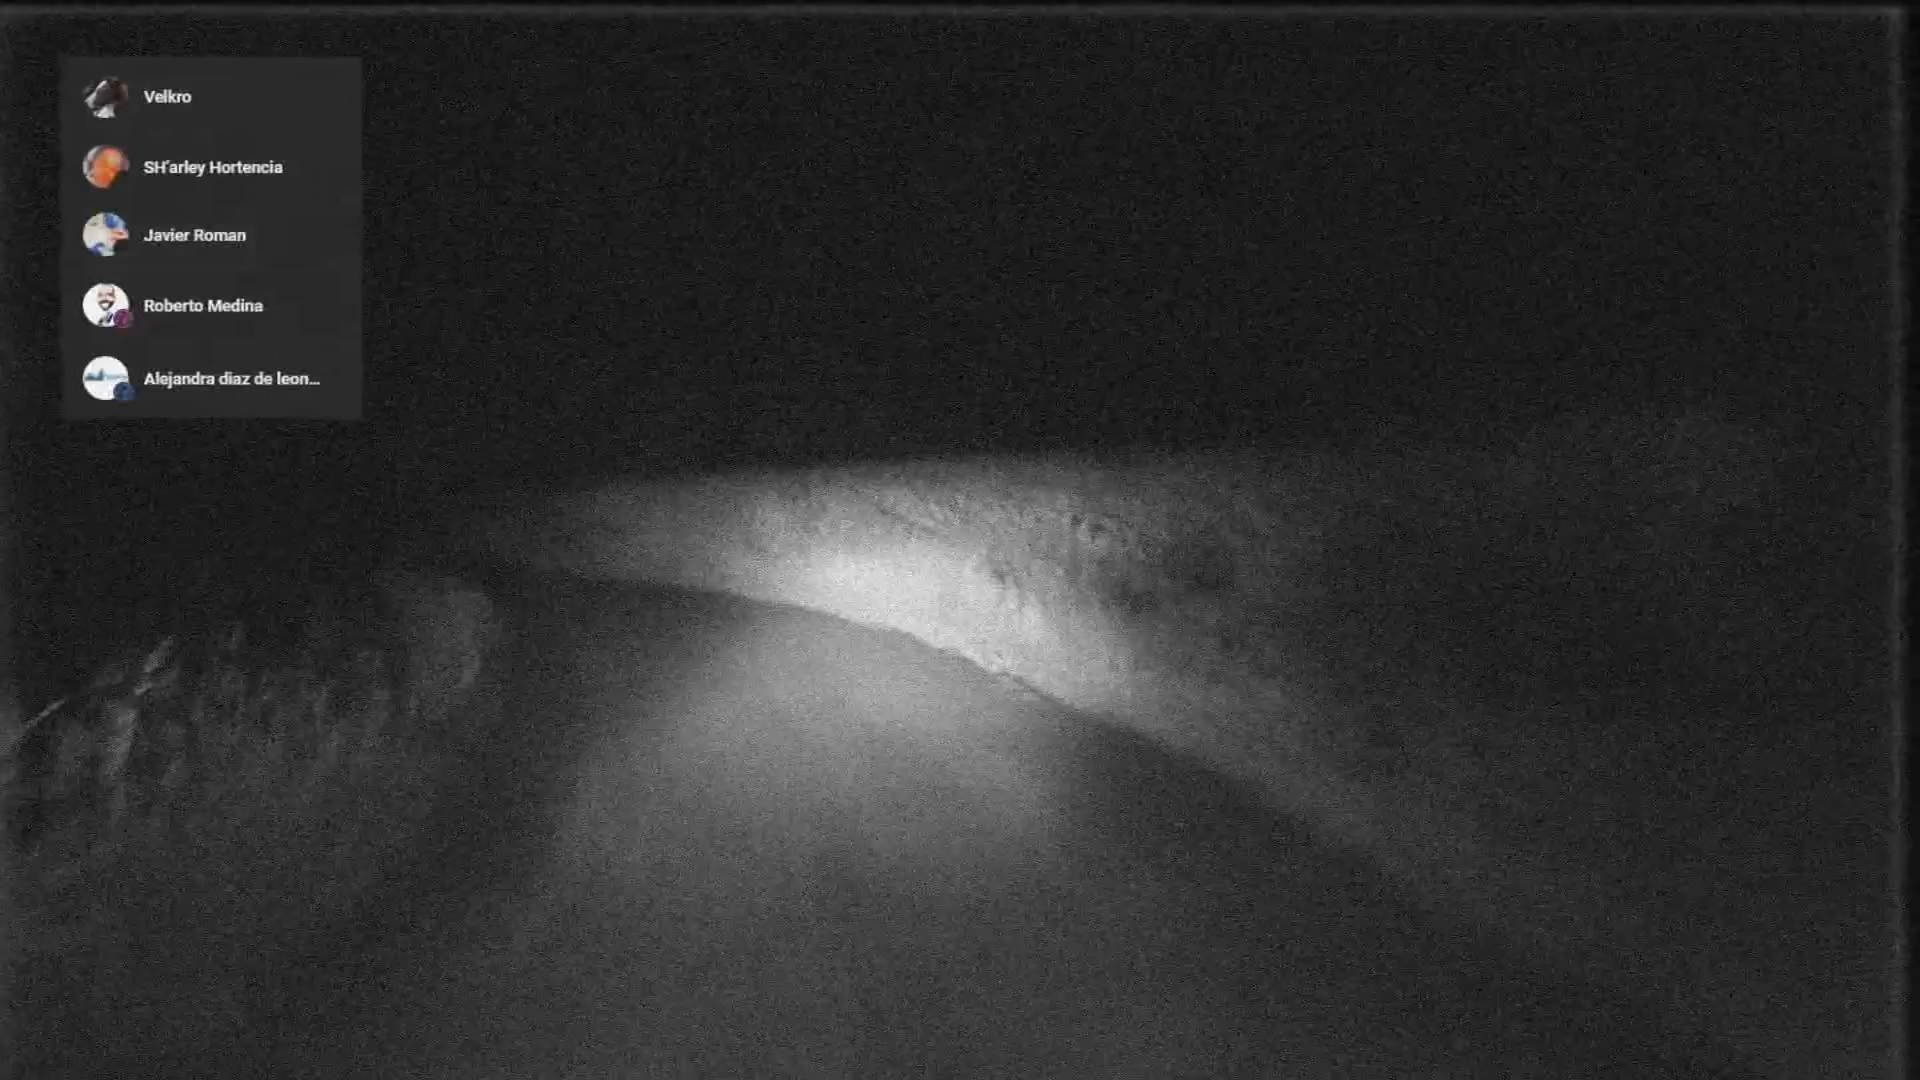 Velkro
SH'arley Hortencia
Javier Roman
Roberto Medina
Alejandra diaz de leon...